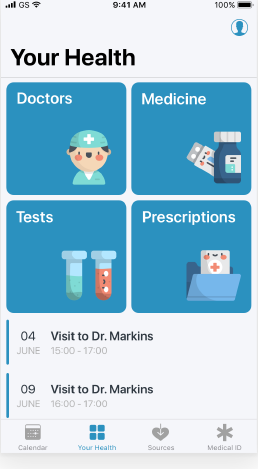 GS 9:41 AM 100%
Your Health
Doctors
Medicine
Tests
Prescriptions
04 Visit to Dr. Markins
JUNE 15:00 - 17:00
09 Visit to Dr. Markins
JUNE 16:00 - 17:00
Calendar Your Health Sources Medical ID